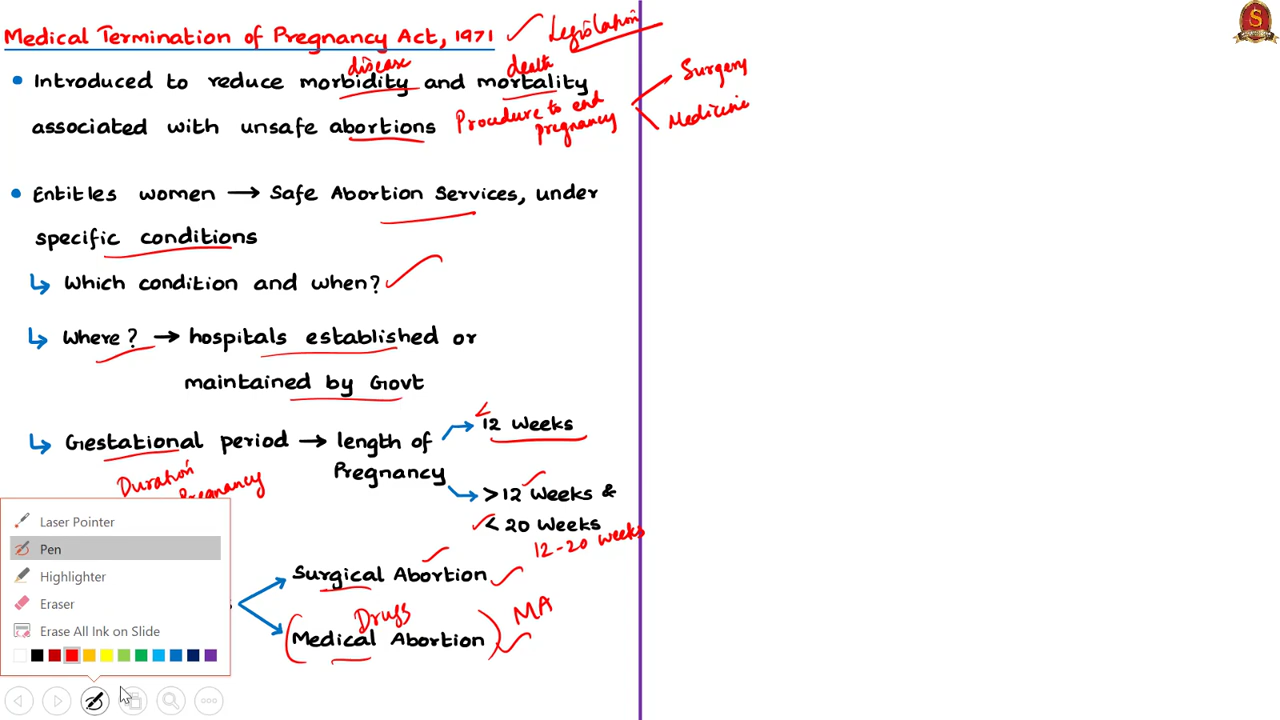 Medical Termination of Pregnancy Act, 1971
Legislation
disease death
Introduced to reduce morbidity and mortality
associated with unsafe abortions
Procedure to end
pregnancy
Surgery
Medicine
Entitles women → Safe Abortion Services, under
specific conditions
Which condition and when?
Where? → hospitals established or
maintained by Govt
Gestational period → length of
Pregnancy
< 12 Weeks
>12 Weeks &
< 20 Weeks
12-20 weeks
Duration
Pregnancy
Surgical Abortion
Drugs
Medical Abortion
MA
Laser Pointer
Pen
Highlighter
Eraser
Erase All Ink on Slide
S